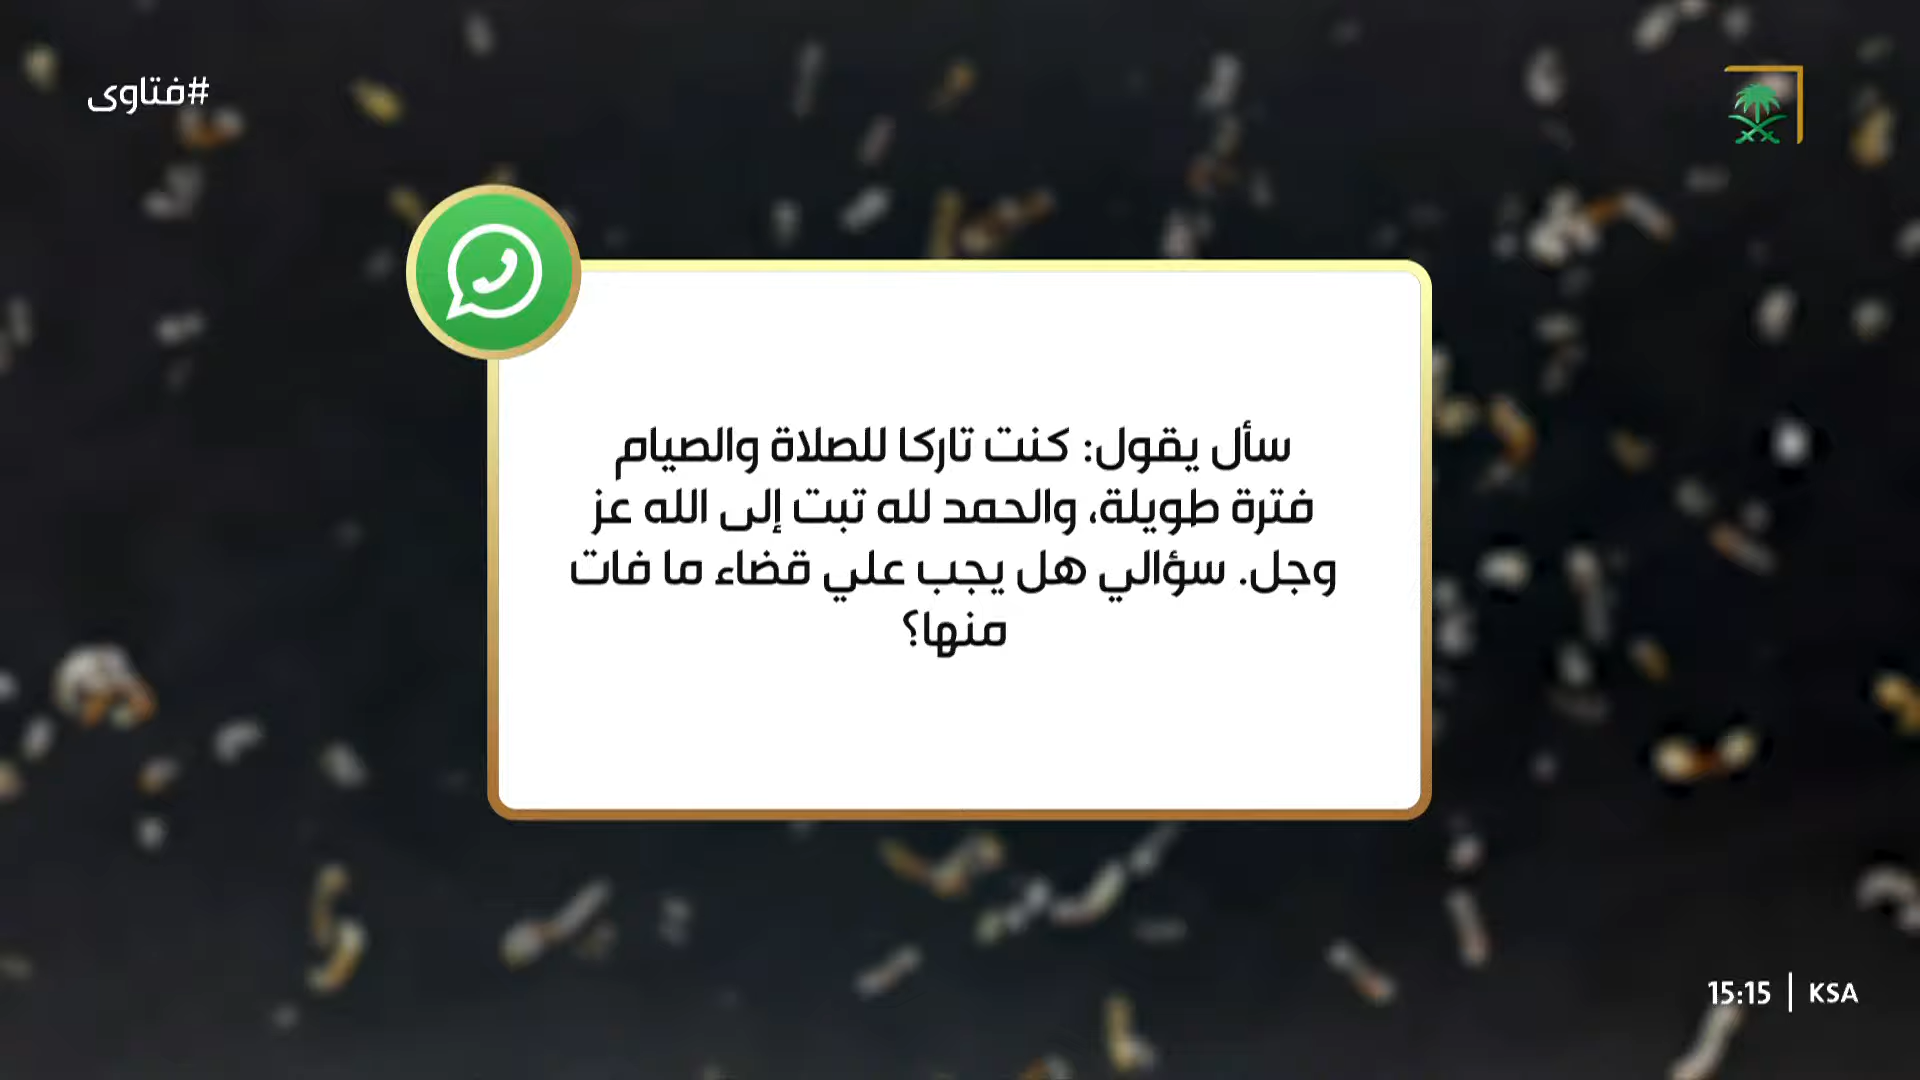 #فتاوى
سأل يقول: كنت تاركا للصلاة والصيام
فترة طويلة، والحمد لله تبت إلى الله عز
وجل. سؤالي هل يجب علي قضاء ما فات
منها؟
15:15 | KSA